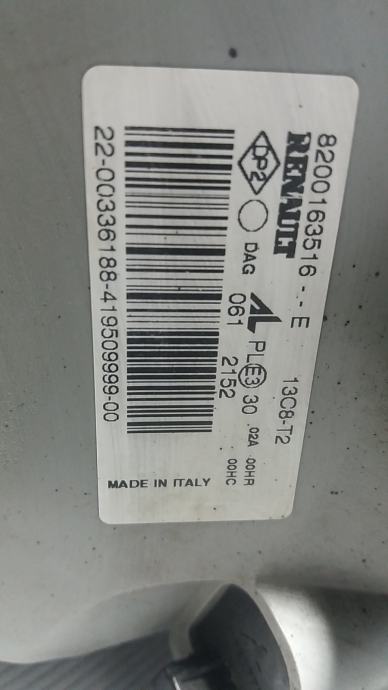 8200163516 -.- E
RENAULT 13C8-T2
DP2 AL PL E3 30 .02A 00HR
DAG 061 2152 00HC
22-00336188-419509999-00
MADE IN ITALY